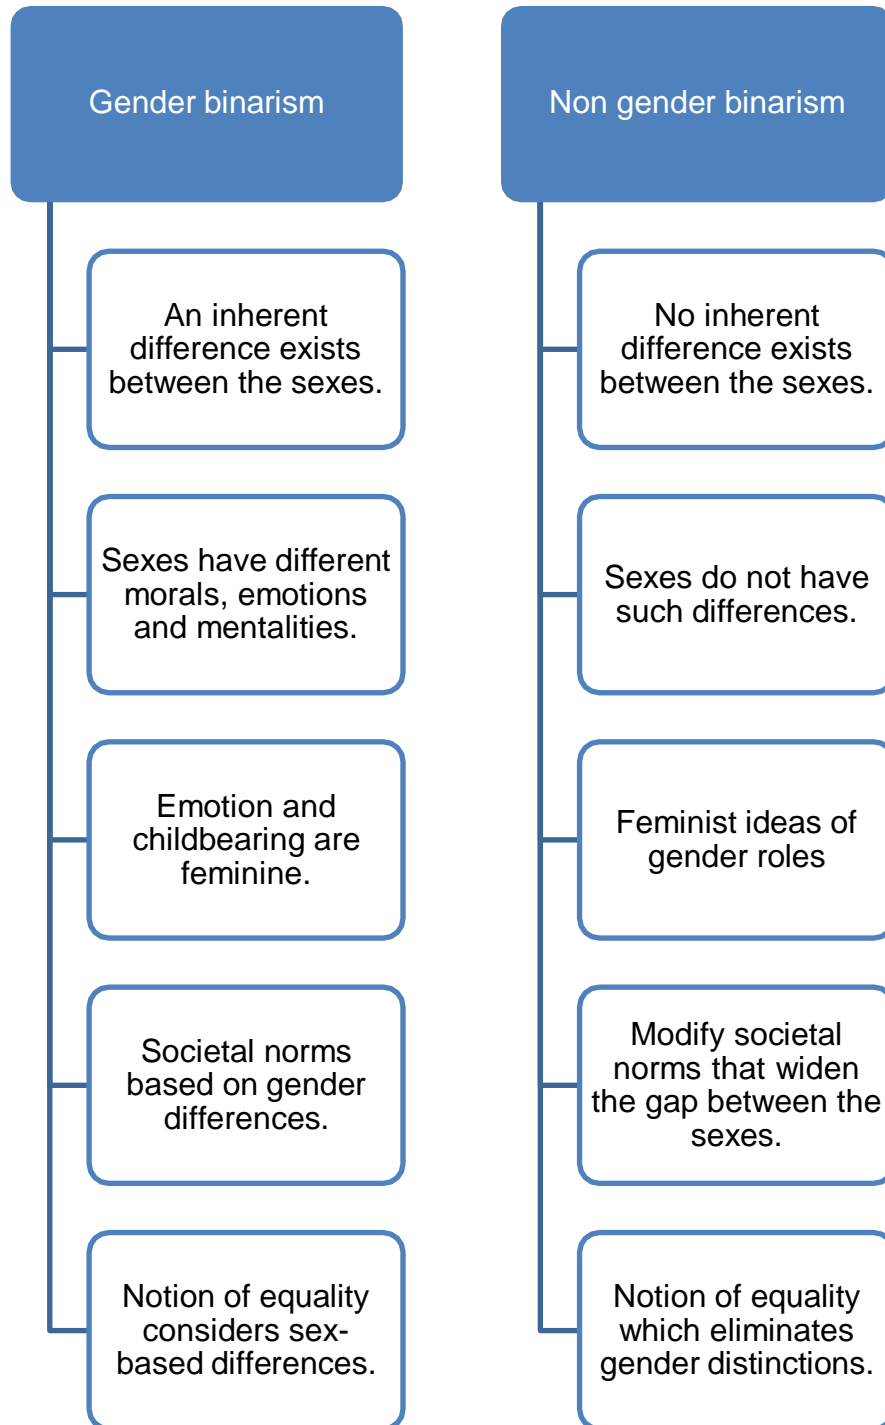 Gender binarism
An inherent
difference exists
between the sexes.
Sexes have different
morals, emotions
and mentalities.
Emotion and
childbearing are
feminine.
Societal norms
based on gender
differences.
Notion of equality
considers sex-
based differences.
Non gender binarism
No inherent
difference exists
between the sexes.
Sexes do not have
such differences.
Feminist ideas of
gender roles
Modify societal
norms that widen
the gap between the
sexes.
Notion of equality
which eliminates
gender distinctions.